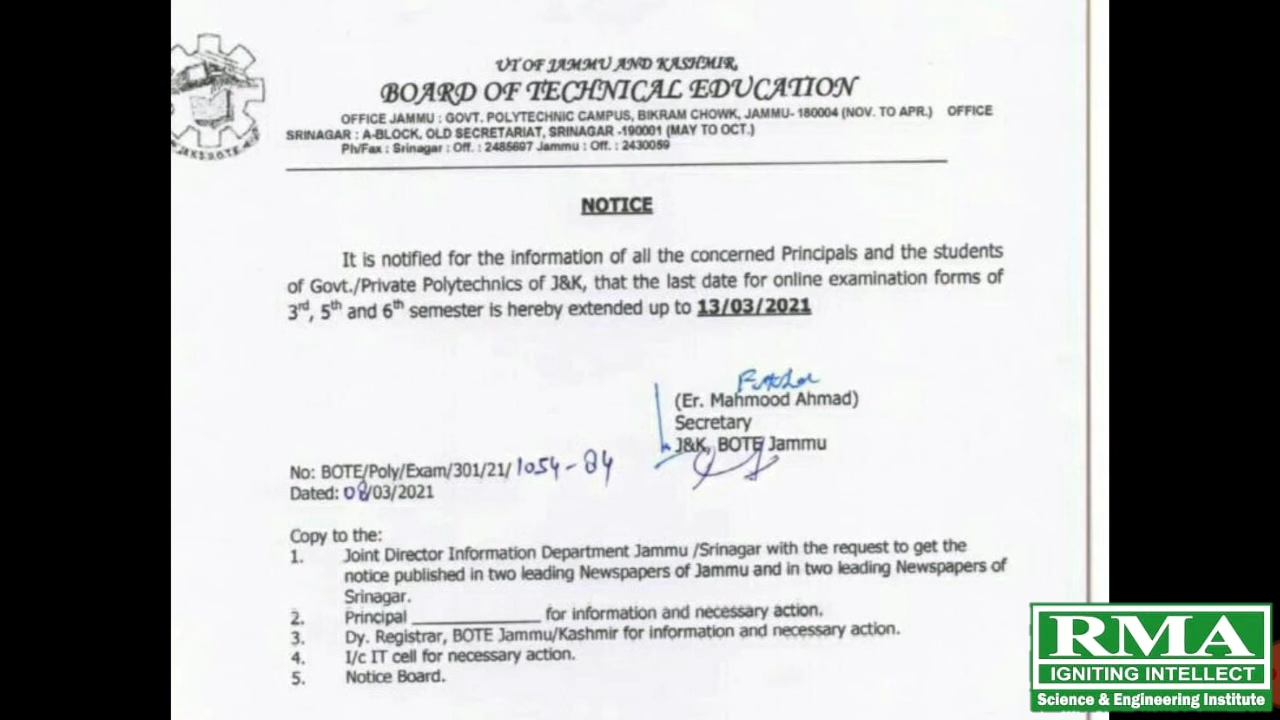 UT OF JAMMU AND KASHMIR,
BOARD OF TECHNICAL EDUCATION
OFFICE JAMMU : GOVT. POLYTECHNIC CAMPUS, BIKRAM CHOWK, JAMMU- 180004 (NOV. TO APR.) OFFICE
SRINAGAR : A-BLOCK, OLD SECRETARIAT, SRINAGAR -190001 (MAY TO OCT.)
Ph/Fax : Srinagar : Off. : 2485697 Jammu : Off. : 2430059
NOTICE
It is notified for the information of all the concerned Principals and the students
of Govt./Private Polytechnics of J&K, that the last date for online examination forms of
3rd, 5th and 6th semester is hereby extended up to 13/03/2021
(Er. Mahmood Ahmad)
Secretary
J&K, BOTE Jammu
No: BOTE/Poly/Exam/301/21/1054-84
Dated: 08/03/2021
Copy to the:
1. Joint Director Information Department Jammu /Srinagar with the request to get the
notice published in two leading Newspapers of Jammu and in two leading Newspapers of
Srinagar.
2. Principal ______________ for information and necessary action.
3. Dy. Registrar, BOTE Jammu/Kashmir for information and necessary action.
4. I/c IT cell for necessary action.
5. Notice Board.
RMA
IGNITING INTELLECT
Science & Engineering Institute